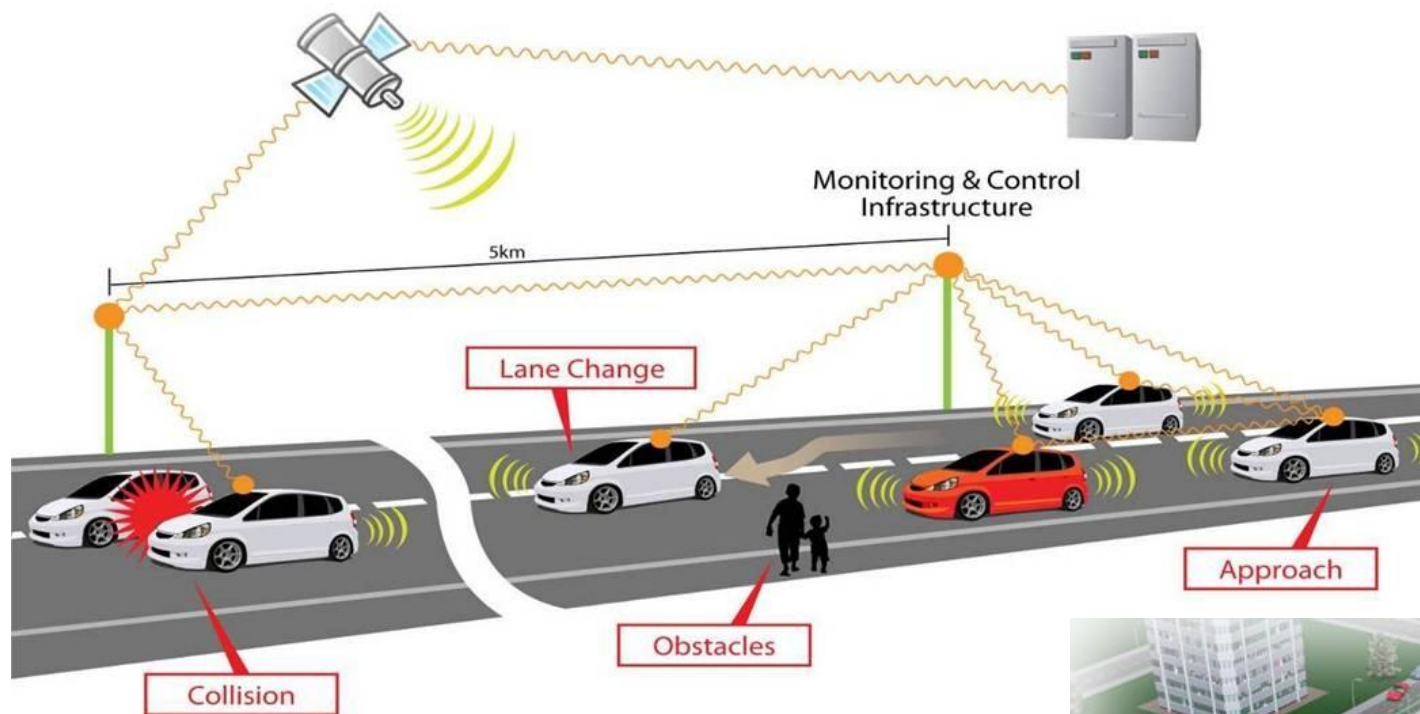 Monitoring & Control
Infrastructure
5km
Lane Change
Approach
Obstacles
Collision